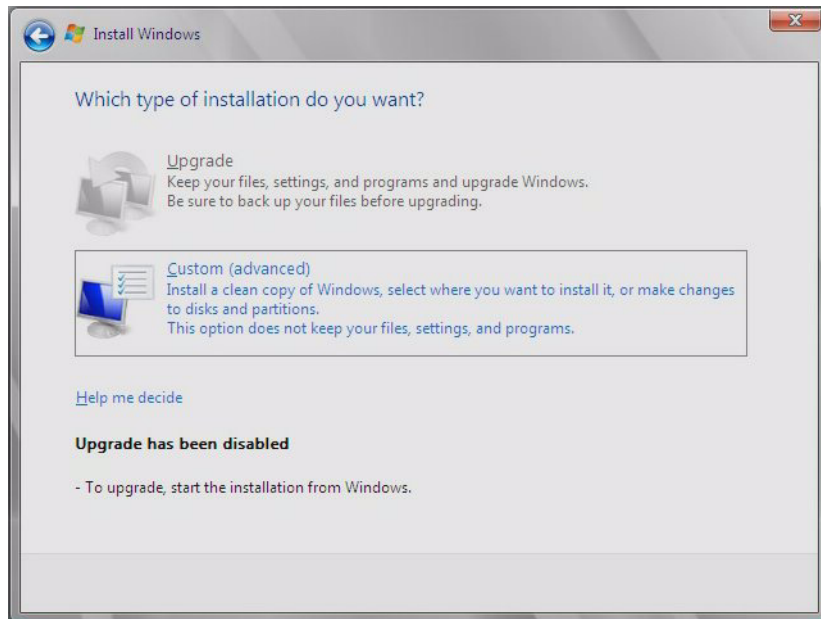 Install Windows
Which type of installation do you want?
Upgrade
Keep your files, settings, and programs and upgrade Windows.
Be sure to back up your files before upgrading.
Custom (advanced)
Install a clean copy of Windows, select where you want to install it, or make changes
to disks and partitions.
This option does not keep your files, settings, and programs.
Help me decide
Upgrade has been disabled
- To upgrade, start the installation from Windows.